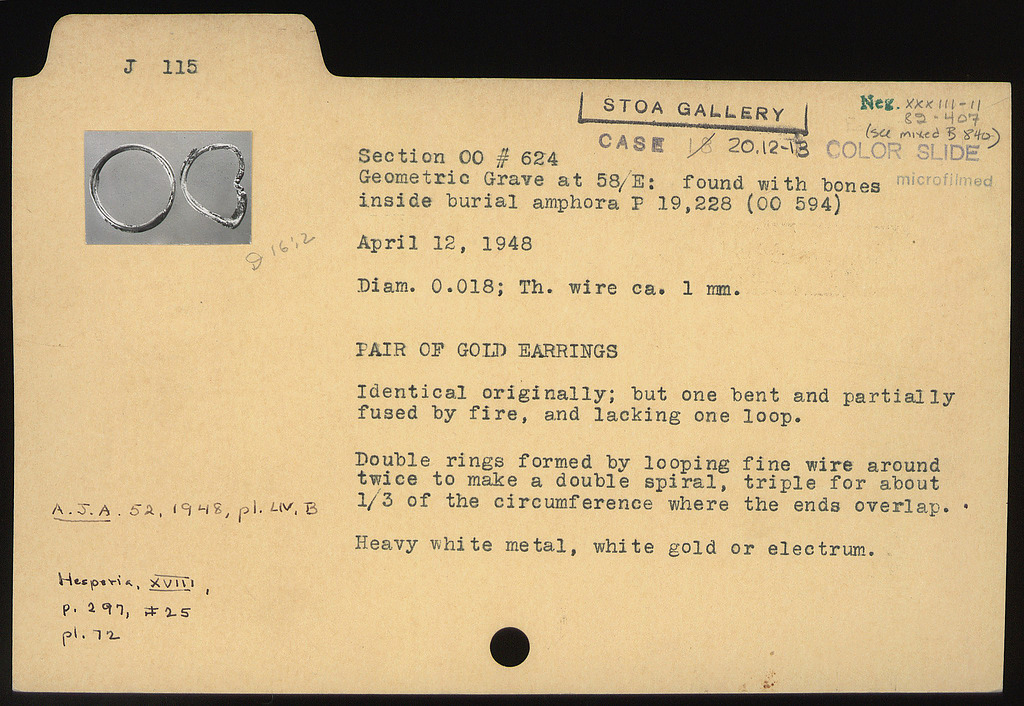 J 115
STOA GALLERY
CASE 18 20.12-13
Neg. XXXIII-11
82-407
(see mixed B 840)
COLOR SLIDE
microfilmed
Section OO # 624
Geometric Grave at 58/E: found with bones
inside burial amphora P 19,228 (OO 594)
April 12, 1948
Diam. 0.018; Th. wire ca. 1 mm.
PAIR OF GOLD EARRINGS
Identical originally; but one bent and partially
fused by fire, and lacking one loop.
Double rings formed by looping fine wire around
twice to make a double spiral, triple for about
1/3 of the circumference where the ends overlap.
Heavy white metal, white gold or electrum.
A.J.A. 52, 1948, pl. LIV, B
Hesperia, XVIII,
p. 297, #25
pl. 72